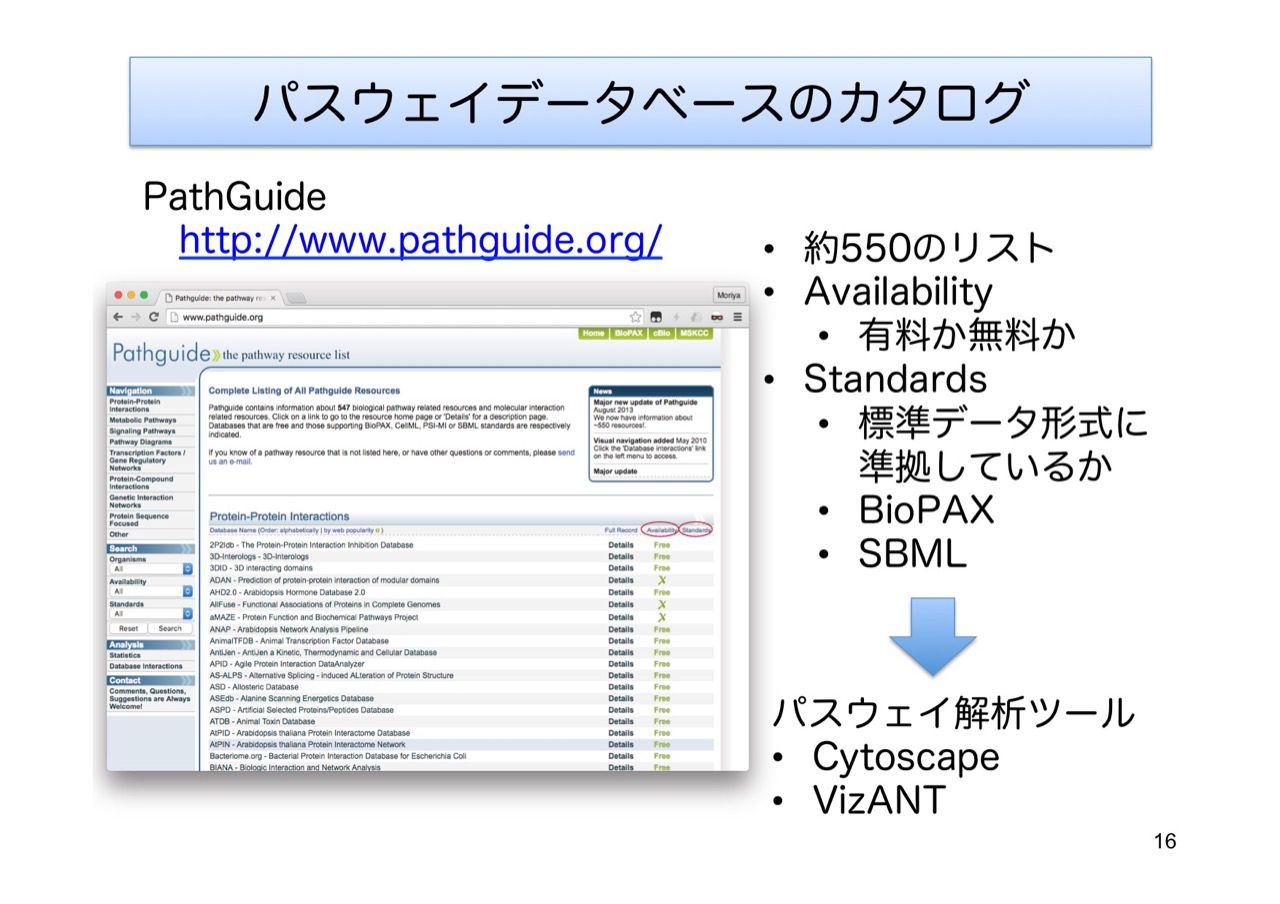 パスウェイデータベースのカタログ
PathGuide
http://www.pathguide.org/
Pathguide: the pathway re
Moriya
www.pathguide.org
Home BioPAX cBio MSKCC
Pathguide» the pathway resource list
Navigation
Protein-Protein
Interactions
Metabolic Pathways
Signaling Pathways
Pathway Diagrams
Transcription Factors /
Gene Regulatory
Networks
Protein-Compound
Interactions
Genetic Interaction
Networks
Protein Sequence
Focused
Other
Search
Organisms
All
Availability
All
Standards
All
Reset Search
Analysis
Statistics
Database Interactions
Contact
Comments, Questions,
Suggestions are Always
Welcome!
Complete Listing of All Pathguide Resources
Pathguide contains information about 547 biological pathway related resources and molecular interaction
related resources. Click on a link to go to the resource home page or 'Details' for a description page.
Databases that are free and those supporting BioPAX, CellML, PSI-MI or SBML standards are respectively
indicated.
If you know of a pathway resource that is not listed here, or have other questions or comments, please send
us an e-mail.
News
Major new update of Pathguide
August 2013
We now have information about
~550 resources!.
Visual navigation added May 2010
Click the 'Database Interactions' link
on the left menu to access.
Major update
Protein-Protein Interactions
Database Name (Order: alphabetically | by web popularity) Full Record Availability Standards
2P2Idb - The Protein-Protein Interaction Inhibition Database Details Free
3D-Interologs - 3D-Interologs Details Free
3DID - 3D interacting domains Details Free
ADAN - Prediction of protein-protein interaction of modular domains Details
AHD2.0 - Arabidopsis Hormone Database 2.0 Details Free
AllFuse - Functional Associations of Proteins in Complete Genomes Details
aMAZE - Protein Function and Biochemical Pathways Project Details
ANAP - Arabidopsis Network Analysis Pipeline Details Free
AnimalTFDB - Animal Transcription Factor Database Details Free
AntiJen - AntiJen a Kinetic, Thermodynamic and Cellular Database Details Free
APID - Agile Protein Interaction DataAnalyzer Details Free
AS-ALPS - Alternative Splicing - induced ALteration of Protein Structure Details Free
ASD - Allosteric Database Details Free
ASEdb - Alanine Scanning Energetics Database Details Free
ASPD - Artificial Selected Proteins/Peptides Database Details Free
ATDB - Animal Toxin Database Details Free
AtPID - Arabidopsis thaliana Protein Interactome Database Details Free
AtPIN - Arabidopsis thaliana Protein Interactome Network Details Free
Bacteriome.org - Bacterial Protein Interaction Database for Escherichia Coli Details Free
BIANA - Biologic Interaction and Network Analysis Details Free
• 約550のリスト
• Availability
• 有料か無料か
• Standards
• 標準データ形式に
準拠しているか
• BioPAX
• SBML
パスウェイ解析ツール
• Cytoscape
• VizANT
16